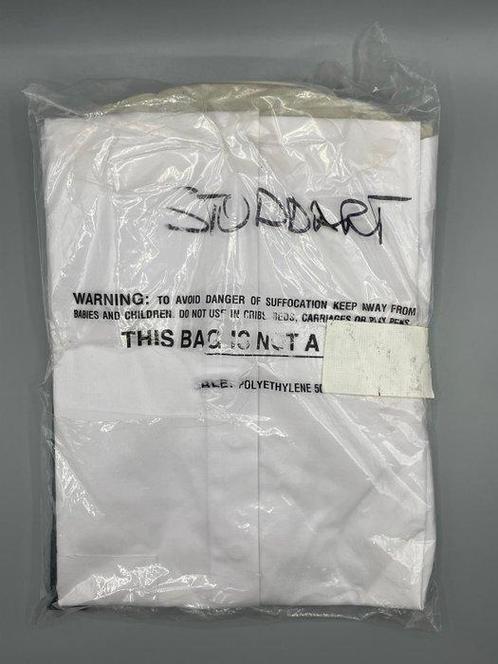 STUDDART
WARNING: TO AVOID DANGER OF SUFFOCATION KEEP AWAY FROM
BABIES AND CHILDREN. DO NOT USE IN CRIBS, BEDS, CARRIAGES OR PLAY PENS
THIS BAG IS NOT A
POLYETHYLENE